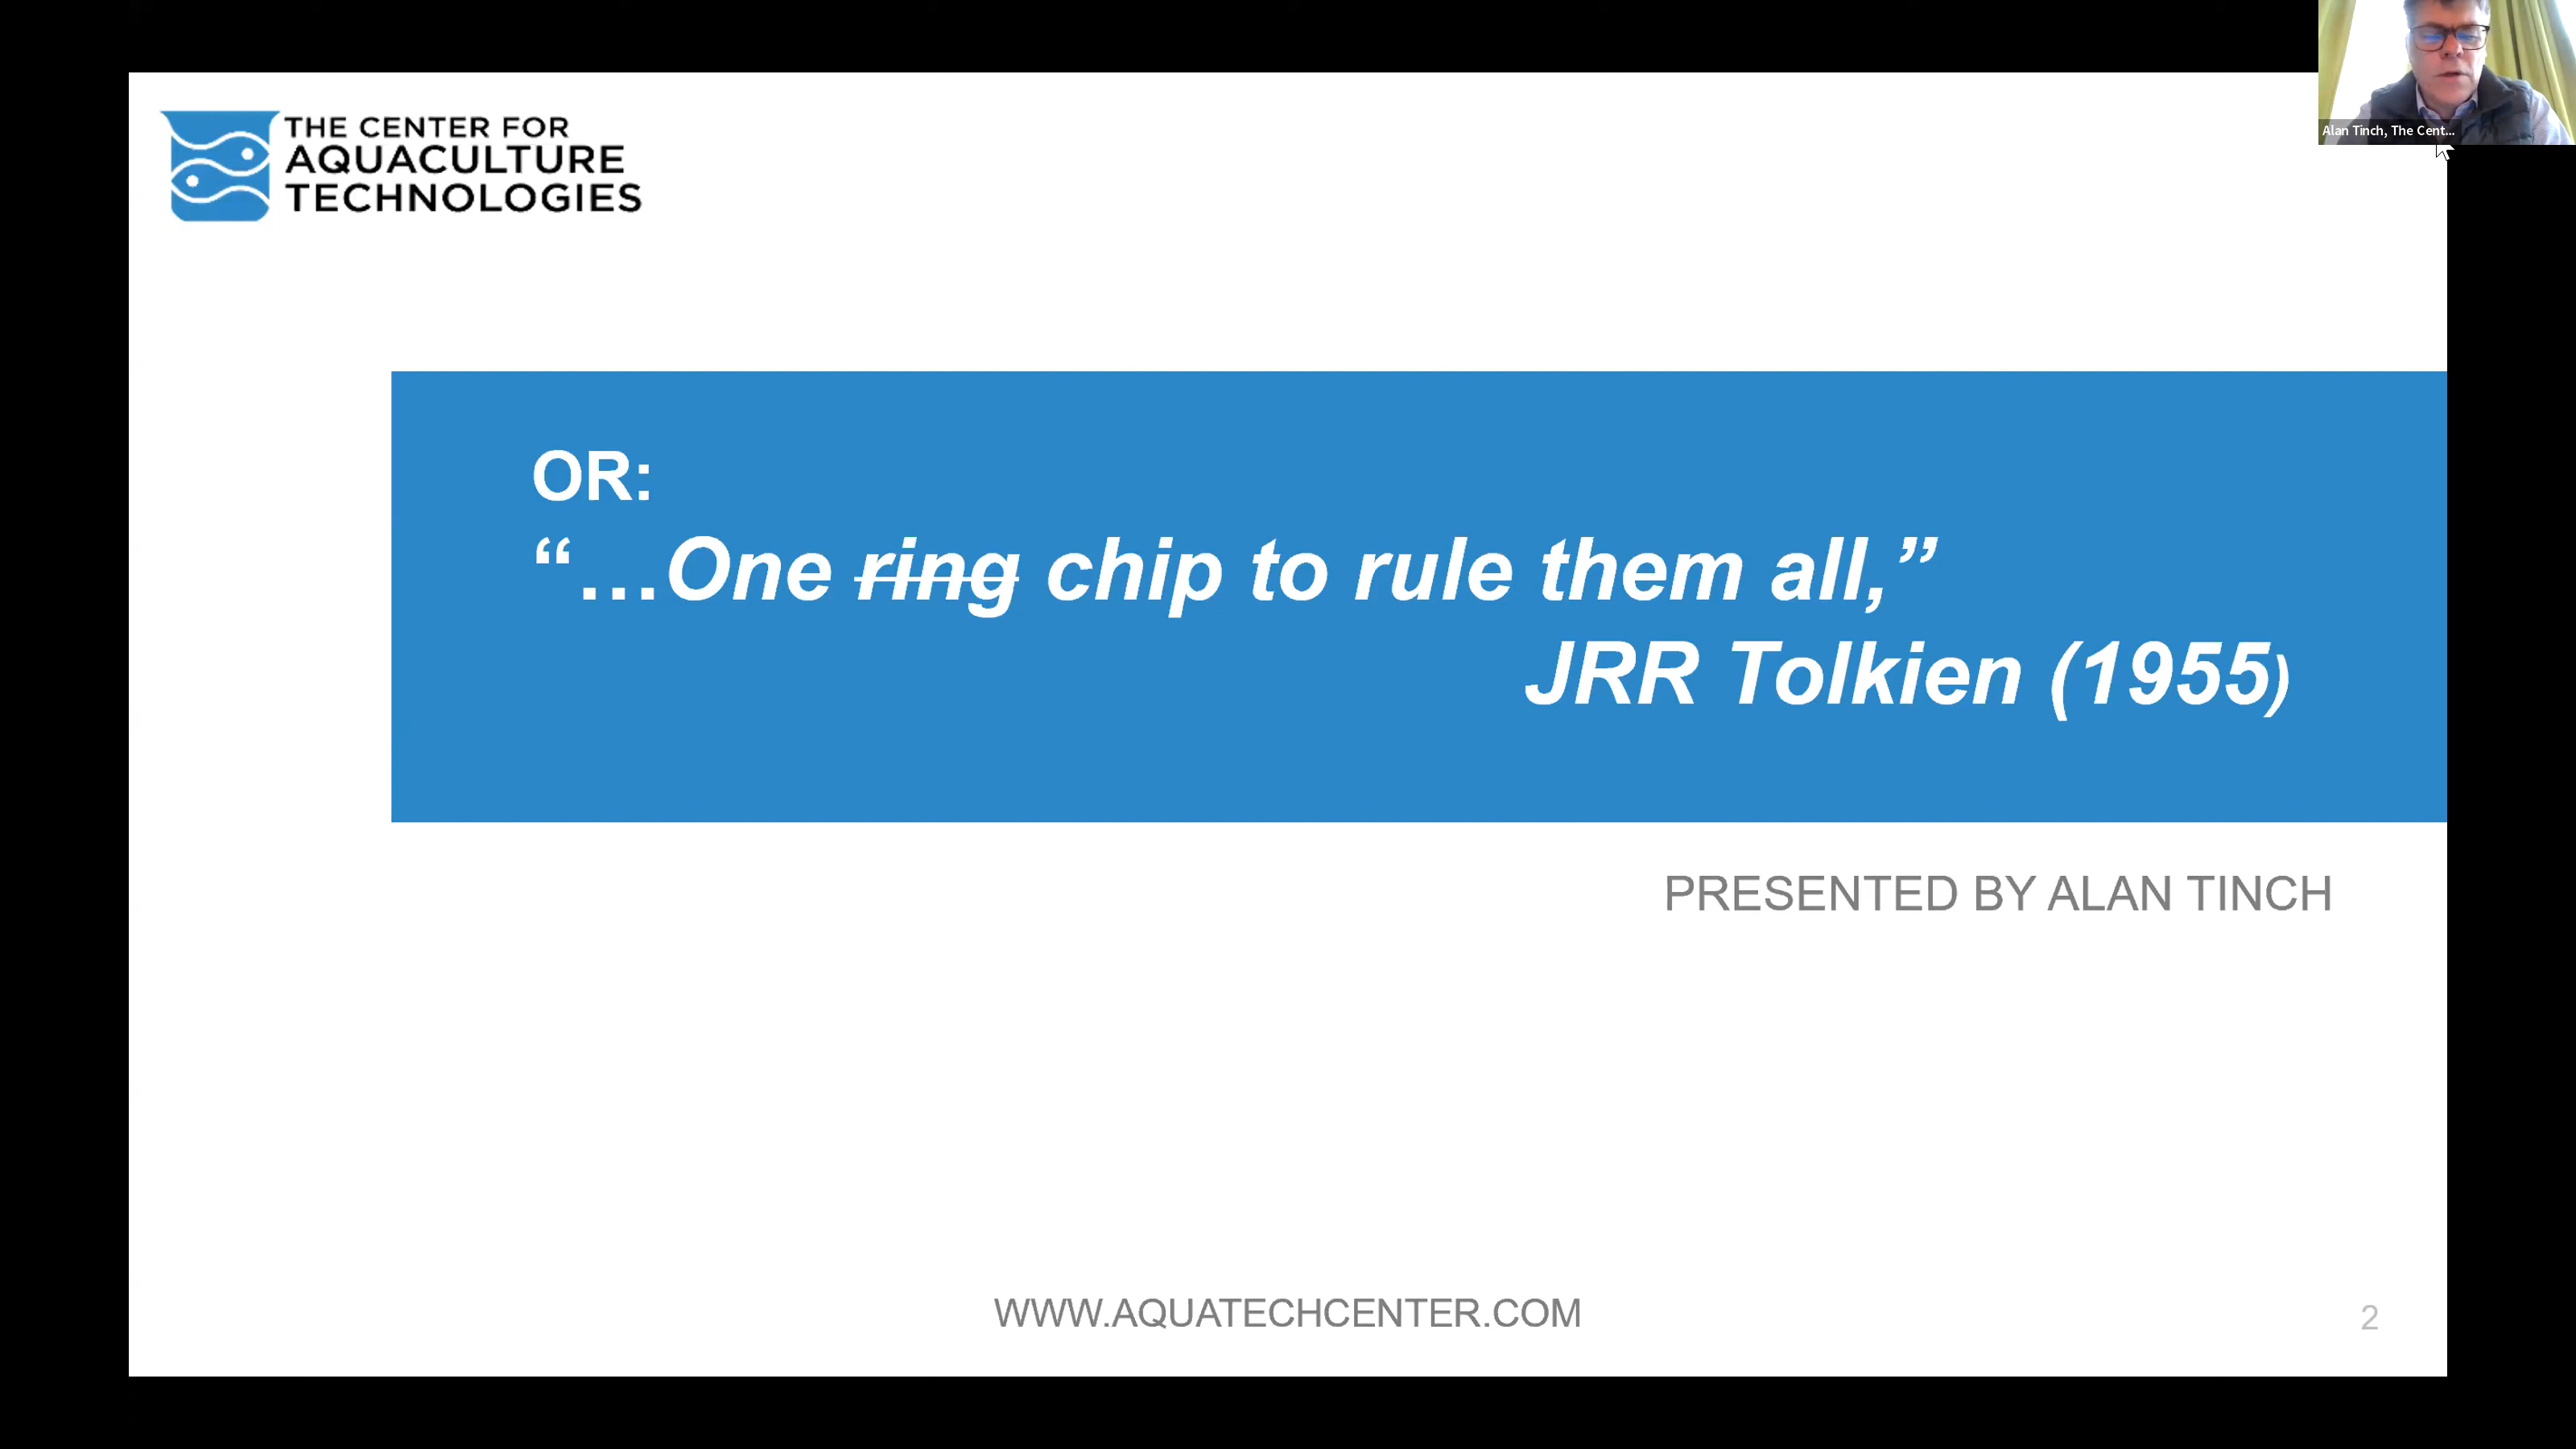 THE CENTER FOR
AQUACULTURE
TECHNOLOGIES
Alan Tinch, The Cent...
OR:
“…One ring chip to rule them all,”
JRR Tolkien (1955)
PRESENTED BY ALAN TINCH
WWW.AQUATECHCENTER.COM
2